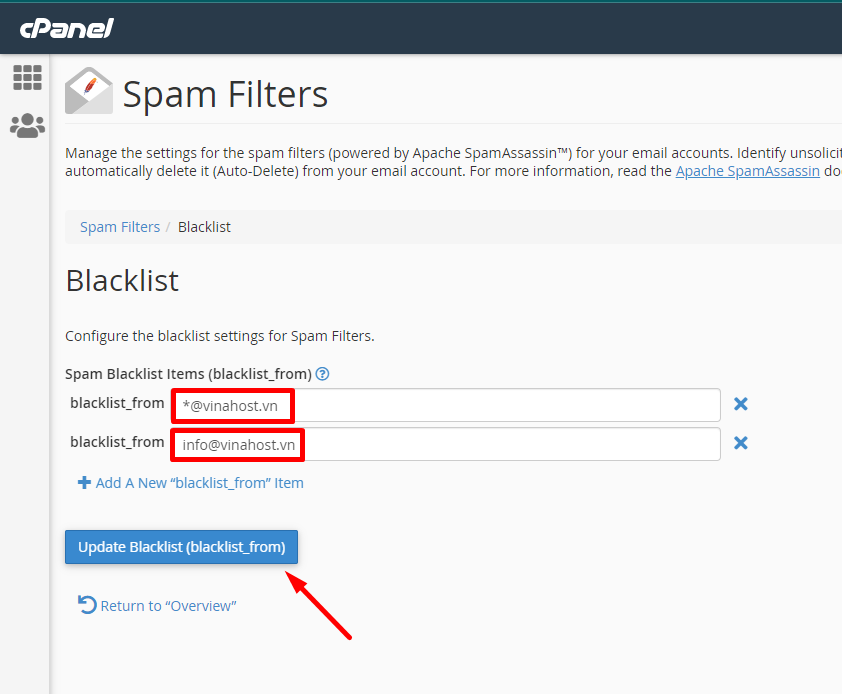 cPanel
Spam Filters
Manage the settings for the spam filters (powered by Apache SpamAssassin™) for your email accounts. Identify unsolicit
automatically delete it (Auto-Delete) from your email account. For more information, read the Apache SpamAssassin do
Spam Filters / Blacklist
Blacklist
Configure the blacklist settings for Spam Filters.
Spam Blacklist Items (blacklist_from)
blacklist_from *@vinahost.vn
blacklist_from info@vinahost.vn
Add A New “blacklist_from” Item
Update Blacklist (blacklist_from)
Return to “Overview”